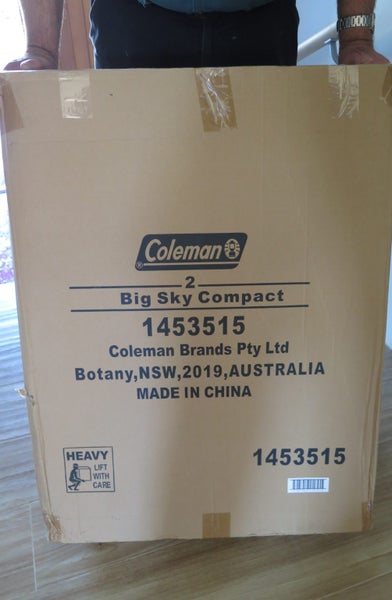 Coleman
2
Big Sky Compact
1453515
Coleman Brands Pty Ltd
Botany,NSW,2019,AUSTRALIA
MADE IN CHINA
HEAVY
LIFT
WITH
CARE
1453515